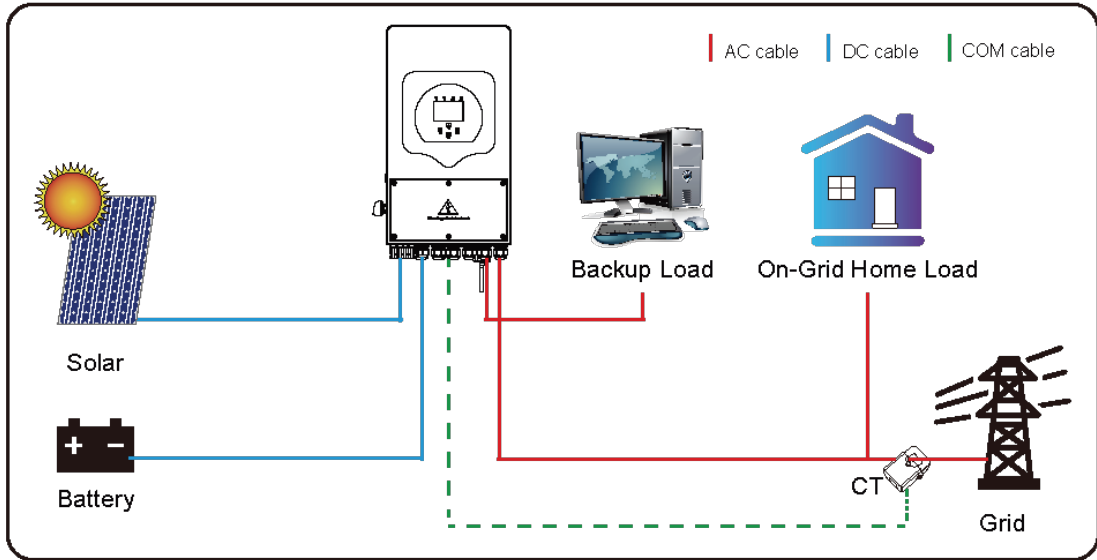 AC cable
DC cable
COM cable
Backup Load
On-Grid Home Load
Solar
+ −
Battery
CT
Grid